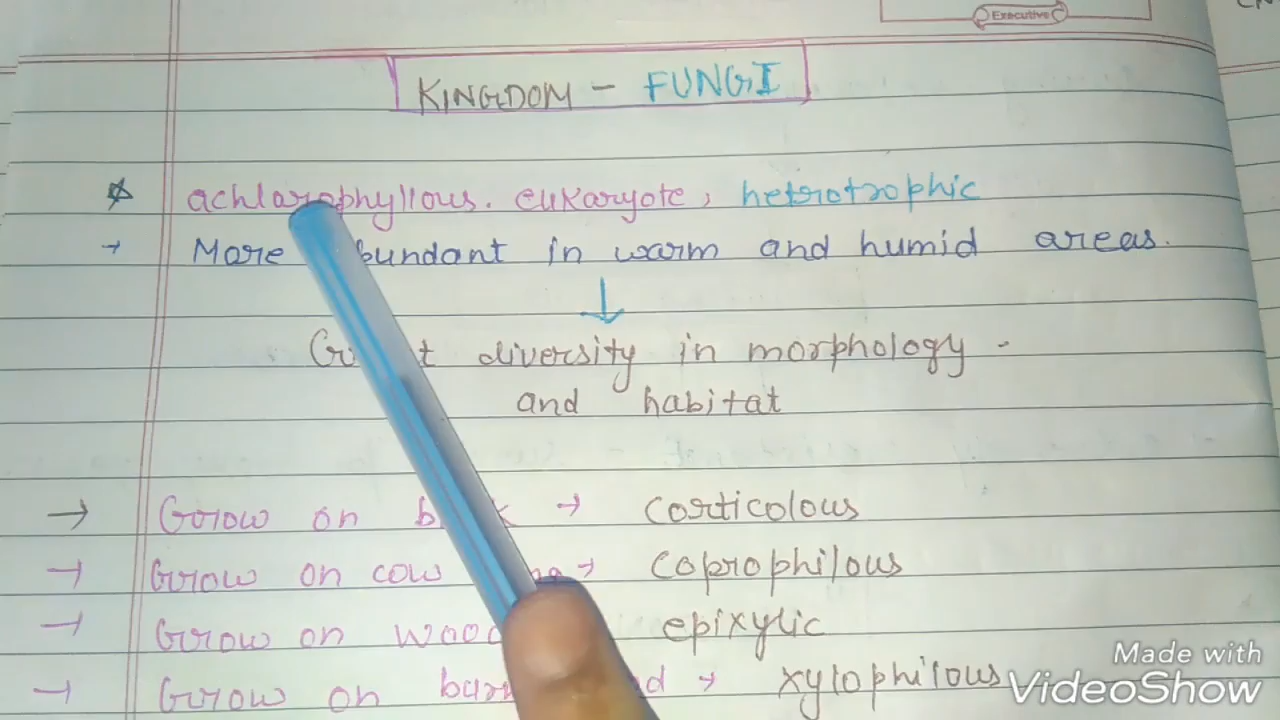 Executive
KINGDOM - FUNGI
achlorophyllous. eukaryote, hetrotrophic
→ More bundant in warm and humid areas.
↓
diversity in morphology -
and habitat
→ Grow on → corticolous
→ Grow on cow → coprophilous
→ Grow on epixylic
→ Grow on → xylophilous
Made with
VideoShow